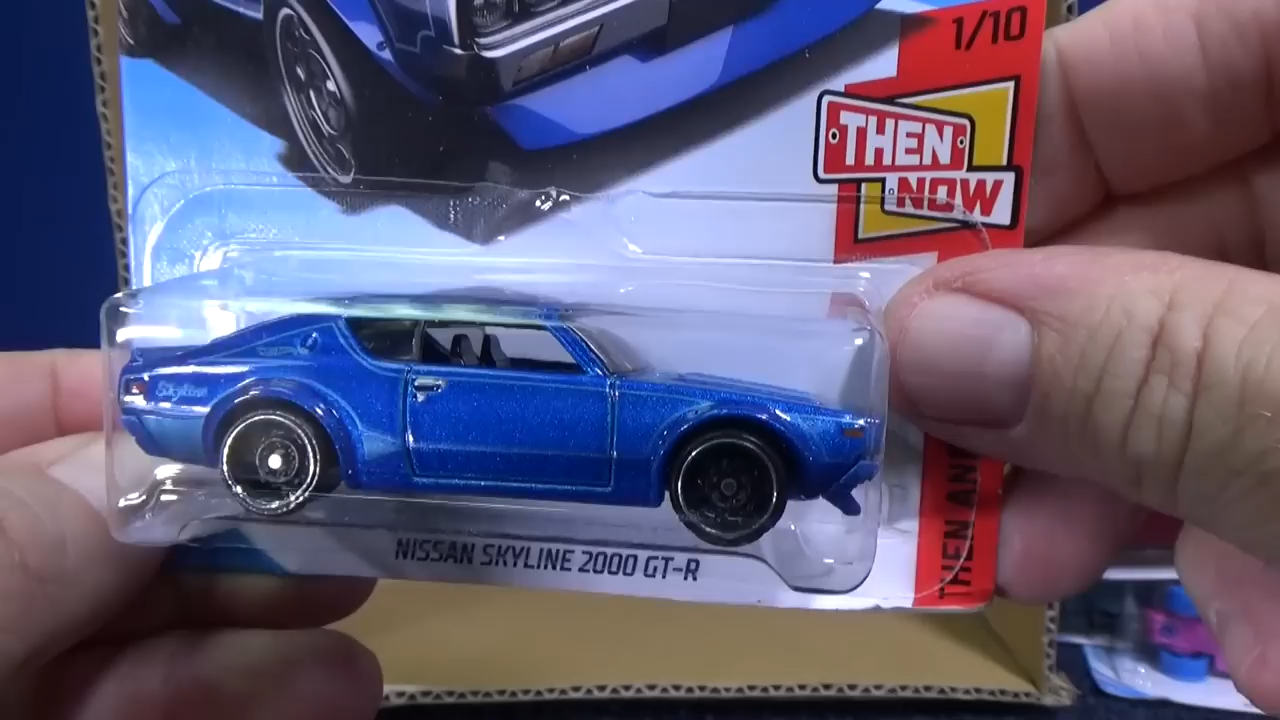 1/10
THEN
NOW
Skyline
NISSAN SKYLINE 2000 GT-R
THEN AN